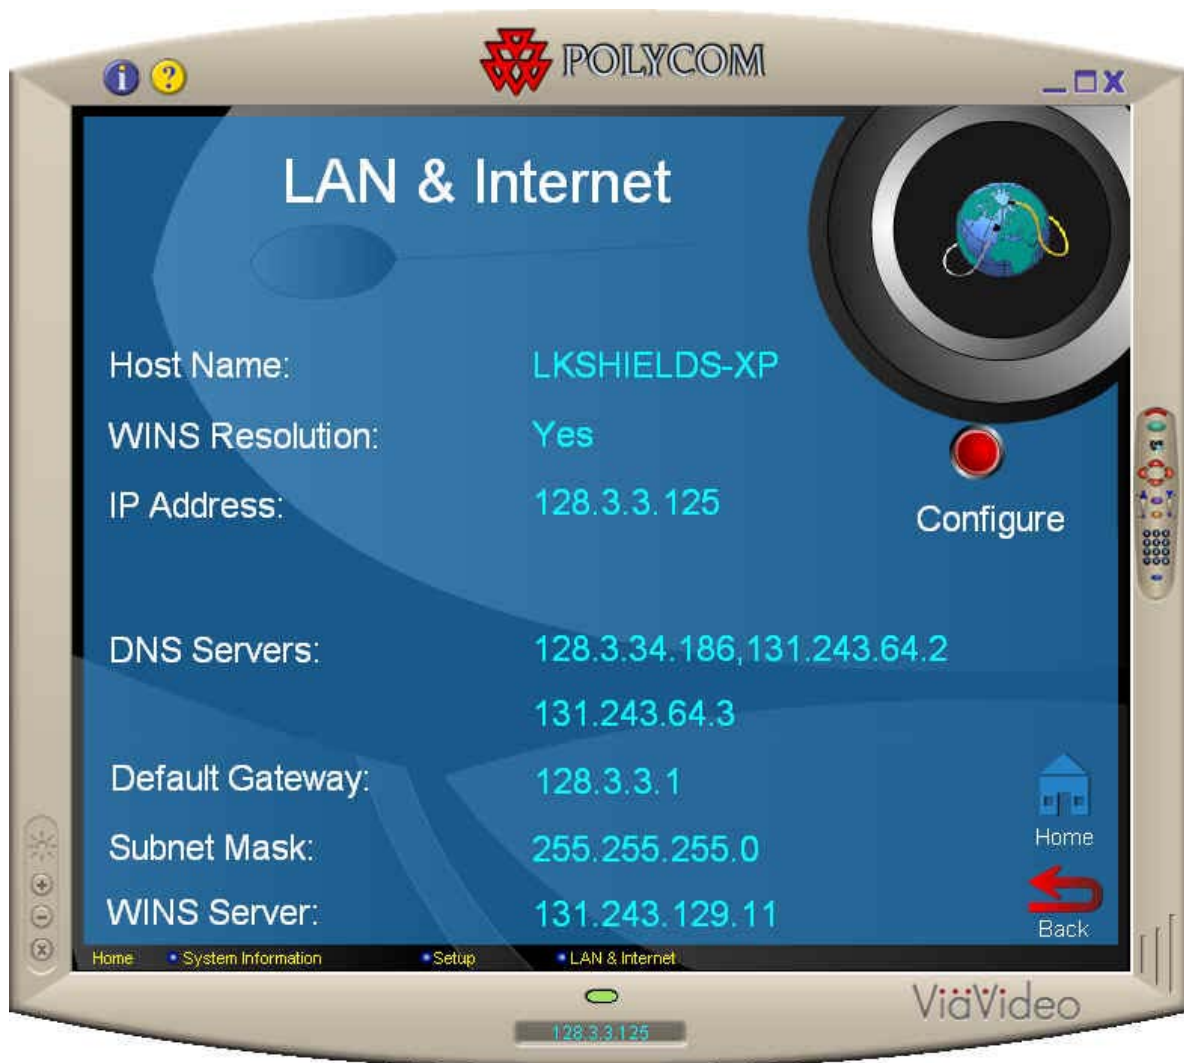 i ?
POLYCOM
LAN & Internet
Host Name: LKSHIELDS-XP
WINS Resolution: Yes
IP Address: 128.3.3.125
Configure
DNS Servers: 128.3.34.186,131.243.64.2
131.243.64.3
Default Gateway: 128.3.3.1
Subnet Mask: 255.255.255.0
Home
WINS Server: 131.243.129.11
Back
Home System Information Setup LAN & Internet
ViaVideo
128.3.3.125